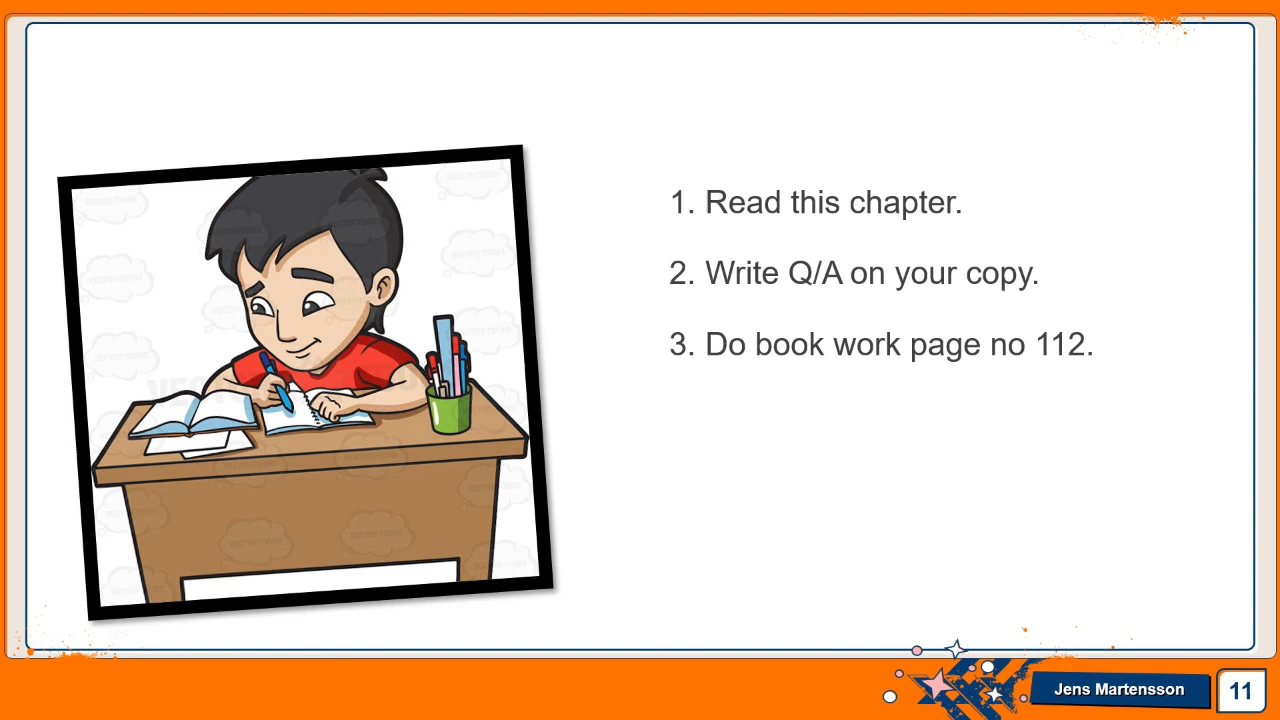 1. Read this chapter.
2. Write Q/A on your copy.
3. Do book work page no 112.
Jens Martensson
11